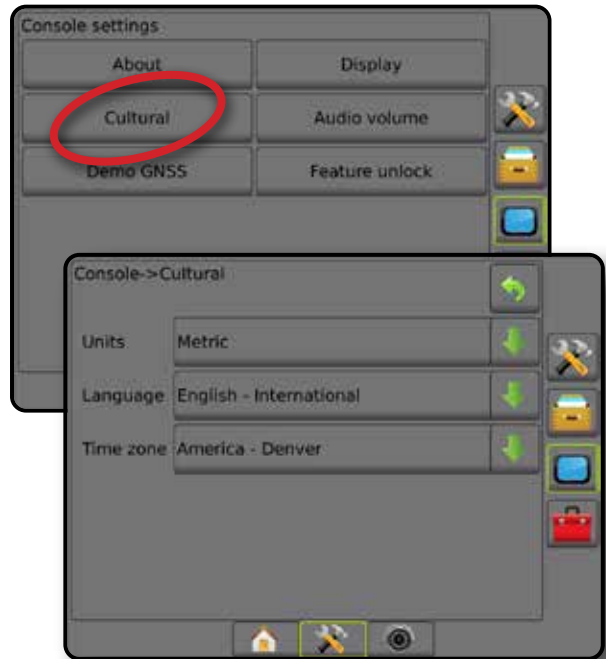 Console settings
About Display
Cultural Audio volume
Demo GNSS Feature unlock
Console->Cultural
Units Metric
Language English - International
Time zone America - Denver